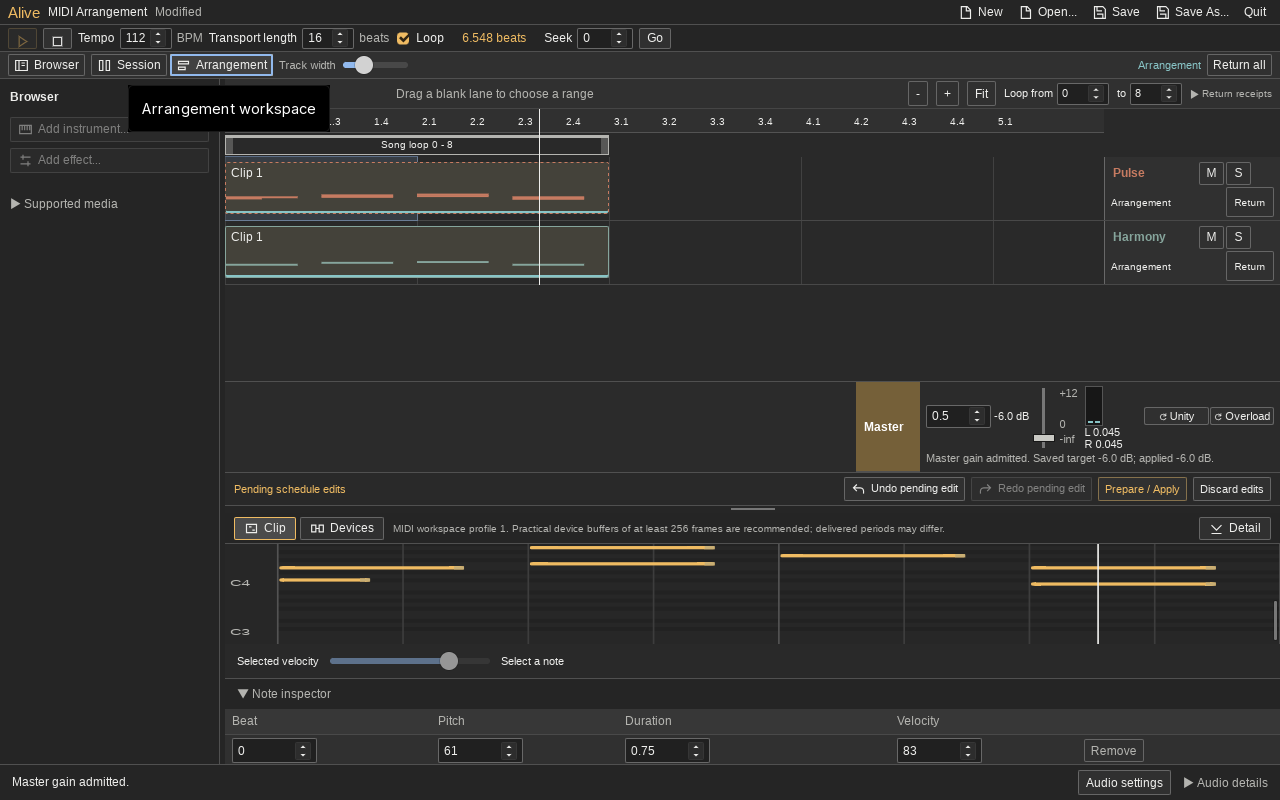 Alive MIDI Arrangement Modified New Open... Save Save As... Quit
Tempo 112 BPM Transport length 16 beats Loop 6.548 beats Seek 0 Go
Browser Session Arrangement Track width Arrangement Return all
Browser
Arrangement workspace
Drag a blank lane to choose a range - + Fit Loop from 0 to 8 Return receipts
Add instrument...
.3 1.4 2.1 2.2 2.3 2.4 3.1 3.2 3.3 3.4 4.1 4.2 4.3 4.4 5.1
Song loop 0 - 8
Add effect...
Supported media
Clip 1
Pulse M S
Arrangement Return
Clip 1
Harmony M S
Arrangement Return
Master 0.5 -6.0 dB +12 0 -inf L 0.045 R 0.045 Unity Overload
Master gain admitted. Saved target -6.0 dB; applied -6.0 dB.
Pending schedule edits Undo pending edit Redo pending edit Prepare / Apply Discard edits
Clip Devices MIDI workspace profile 1. Practical device buffers of at least 256 frames are recommended; delivered periods may differ. Detail
C4
C3
Selected velocity Select a note
Note inspector
Beat Pitch Duration Velocity
0 61 0.75 83 Remove
Master gain admitted. Audio settings Audio details